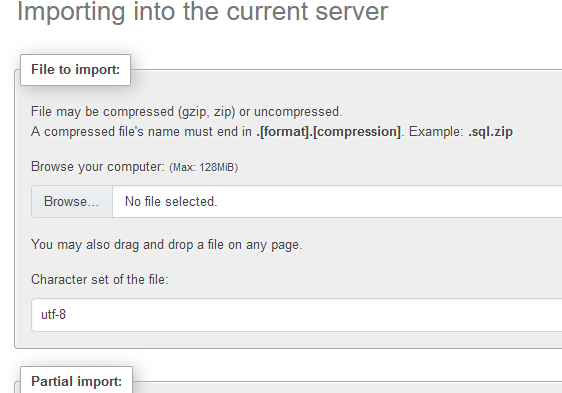 Importing into the current server
File to import:
File may be compressed (gzip, zip) or uncompressed.
A compressed file's name must end in .[format].[compression]. Example: .sql.zip
Browse your computer: (Max: 128MiB)
Browse... No file selected.
You may also drag and drop a file on any page.
Character set of the file:
utf-8
Partial import: